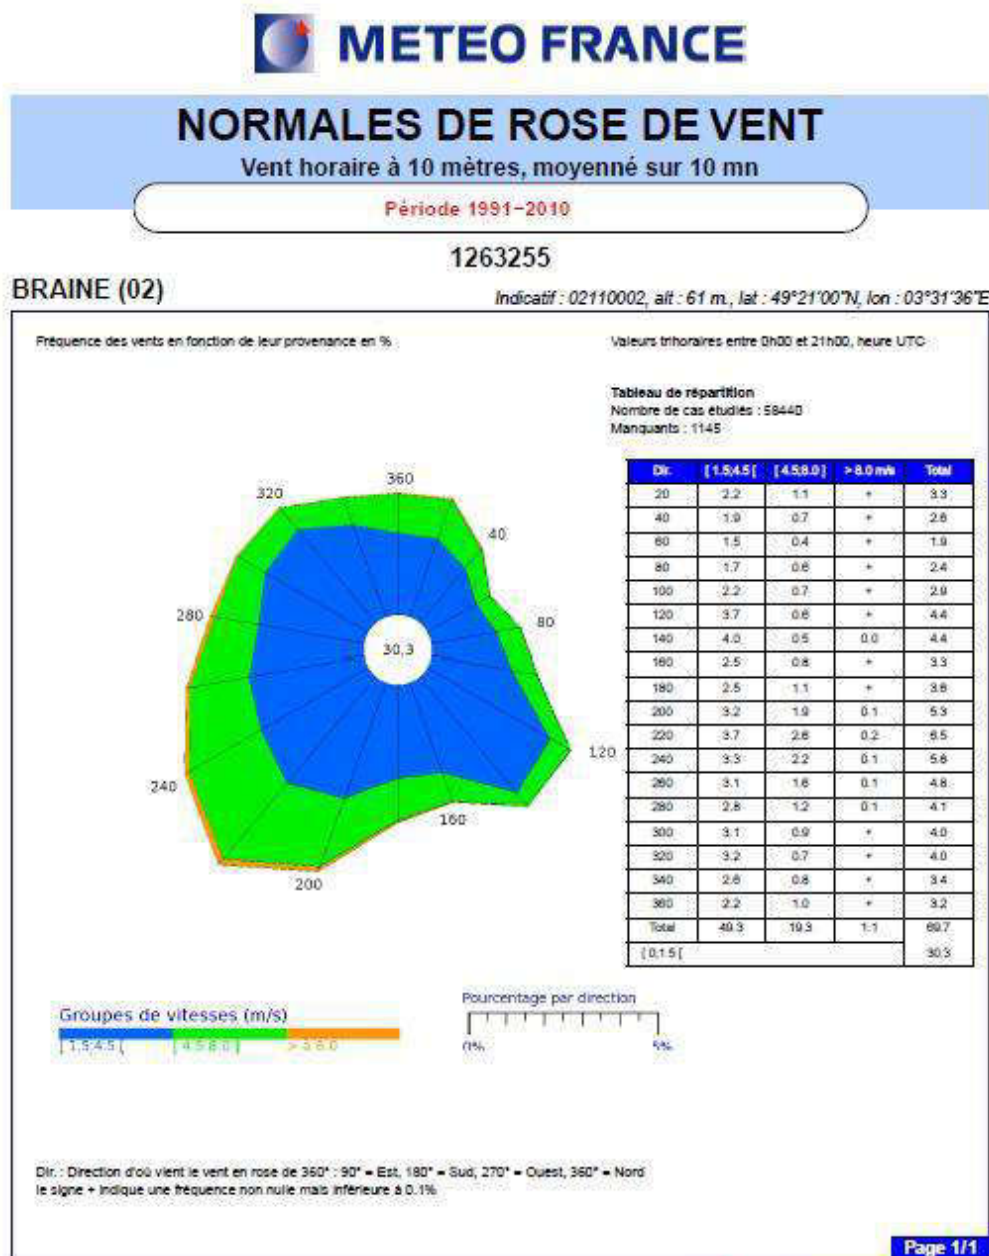 METEO FRANCE
NORMALES DE ROSE DE VENT
Vent horaire à 10 mètres, moyenné sur 10 mn
Période 1991−2010
1263255
BRAINE (02)
Indicatif : 02110002, alt : 61 m., lat : 49°21'00"N, lon : 03°31'36"E
Fréquence des vents en fonction de leur provenance en %
Valeurs trihoraires entre 0h00 et 21h00, heure UTC
Tableau de répartition
Nombre de cas étudiés : 58440
Manquants : 1145
Dir. [ 1.5;4.5 [ [ 4.5;8.0 ] > 8.0 m/s Total
20 2.2 1.1 + 3.3
40 1.9 0.7 + 2.6
60 1.5 0.4 + 1.9
80 1.7 0.6 + 2.4
100 2.2 0.7 + 2.9
120 3.7 0.6 + 4.4
140 4.0 0.5 0.0 4.4
160 2.5 0.8 + 3.3
180 2.5 1.1 + 3.6
200 3.2 1.9 0.1 5.3
220 3.7 2.6 0.2 6.5
240 3.3 2.2 0.1 5.6
260 3.1 1.6 0.1 4.8
280 2.8 1.2 0.1 4.1
300 3.1 0.9 + 4.0
320 3.2 0.7 + 4.0
340 2.6 0.8 + 3.4
360 2.2 1.0 + 3.2
Total 49.3 19.3 1.1 69.7
[ 0;1.5 [ 30.3
360
320
40
280
80
30,3
120
240
160
200
Groupes de vitesses (m/s)
[ 1.5;4.5 [ [ 4.5;8.0 ] > 8.0
Pourcentage par direction
0% 5%
Dir. : Direction d'où vient le vent en rose de 360° : 90° = Est, 180° = Sud, 270° = Ouest, 360° = Nord
le signe + indique une fréquence non nulle mais inférieure à 0.1%
Page 1/1